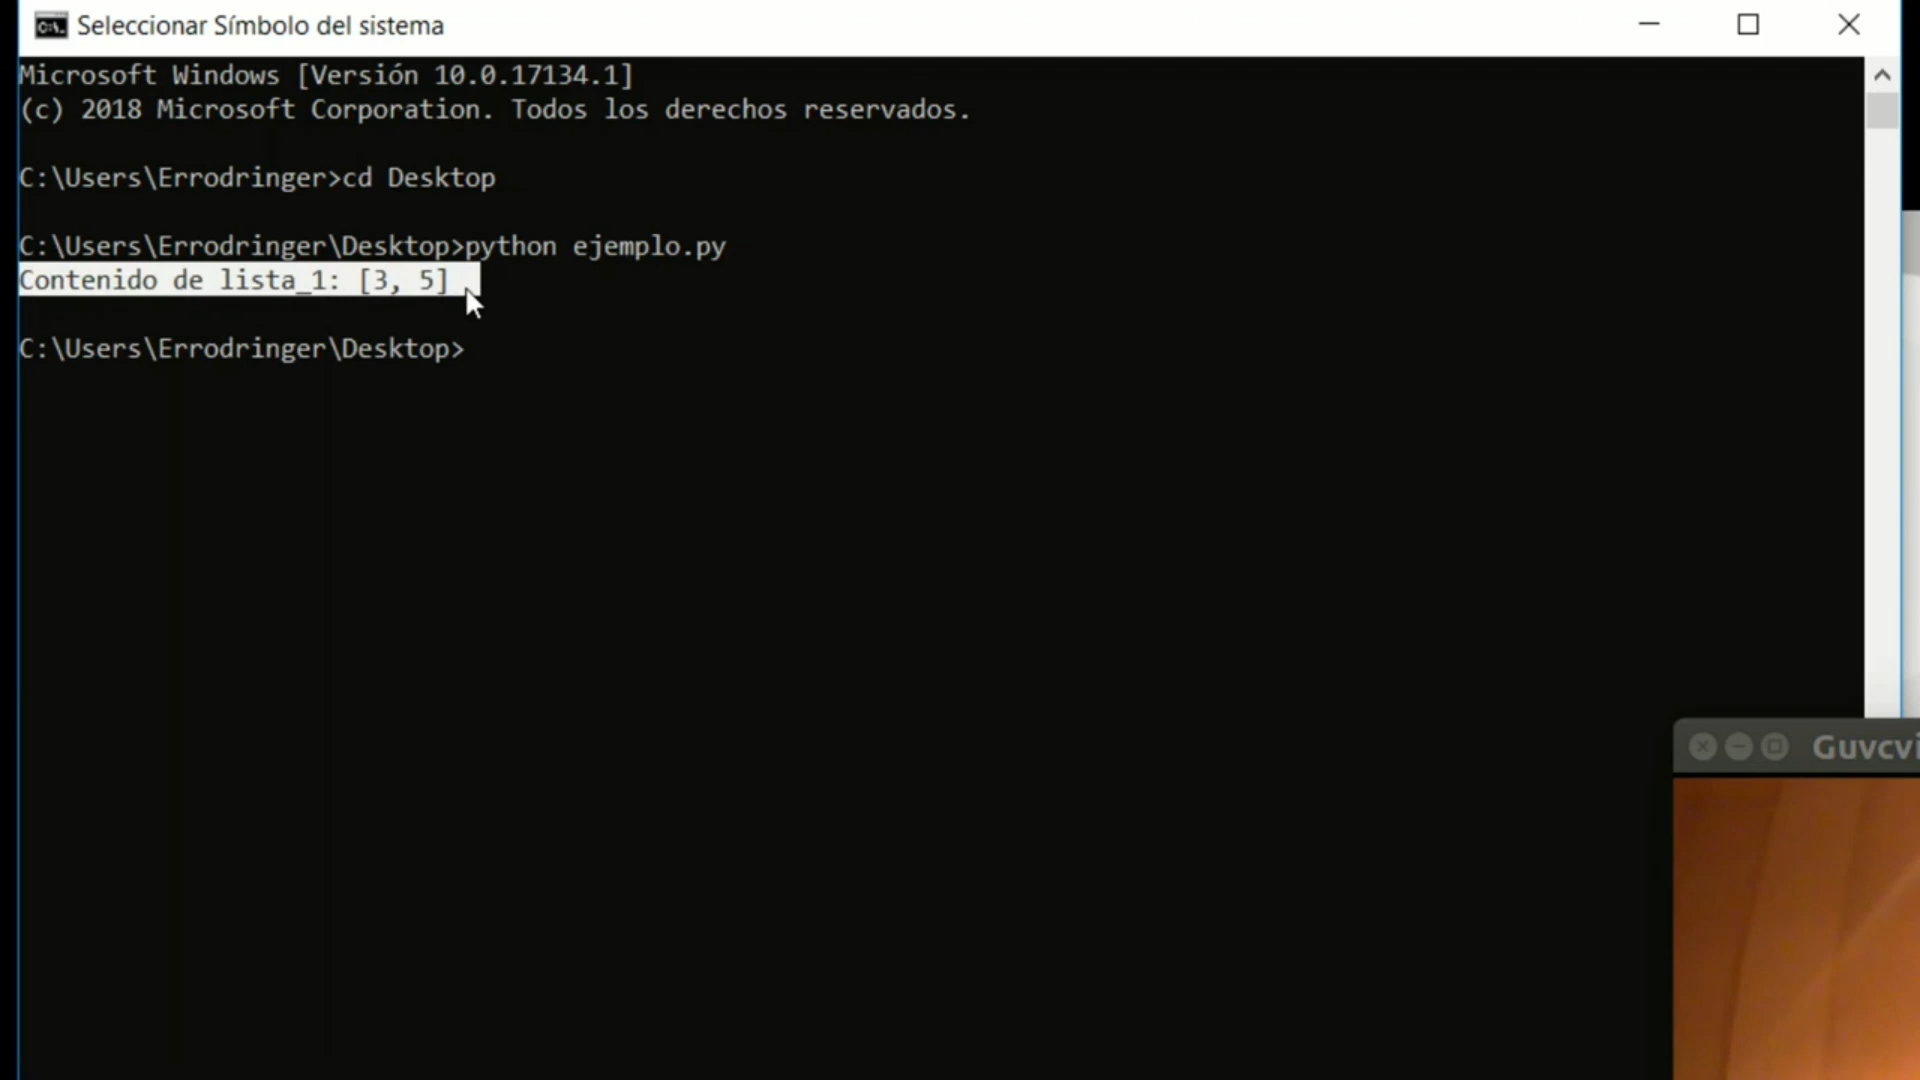 Seleccionar Símbolo del sistema
Microsoft Windows [Versión 10.0.17134.1]
(c) 2018 Microsoft Corporation. Todos los derechos reservados.
C:\Users\Errodringer>cd Desktop
C:\Users\Errodringer\Desktop>python ejemplo.py
Contenido de lista_1: [3, 5]
C:\Users\Errodringer\Desktop>
Guvcvi